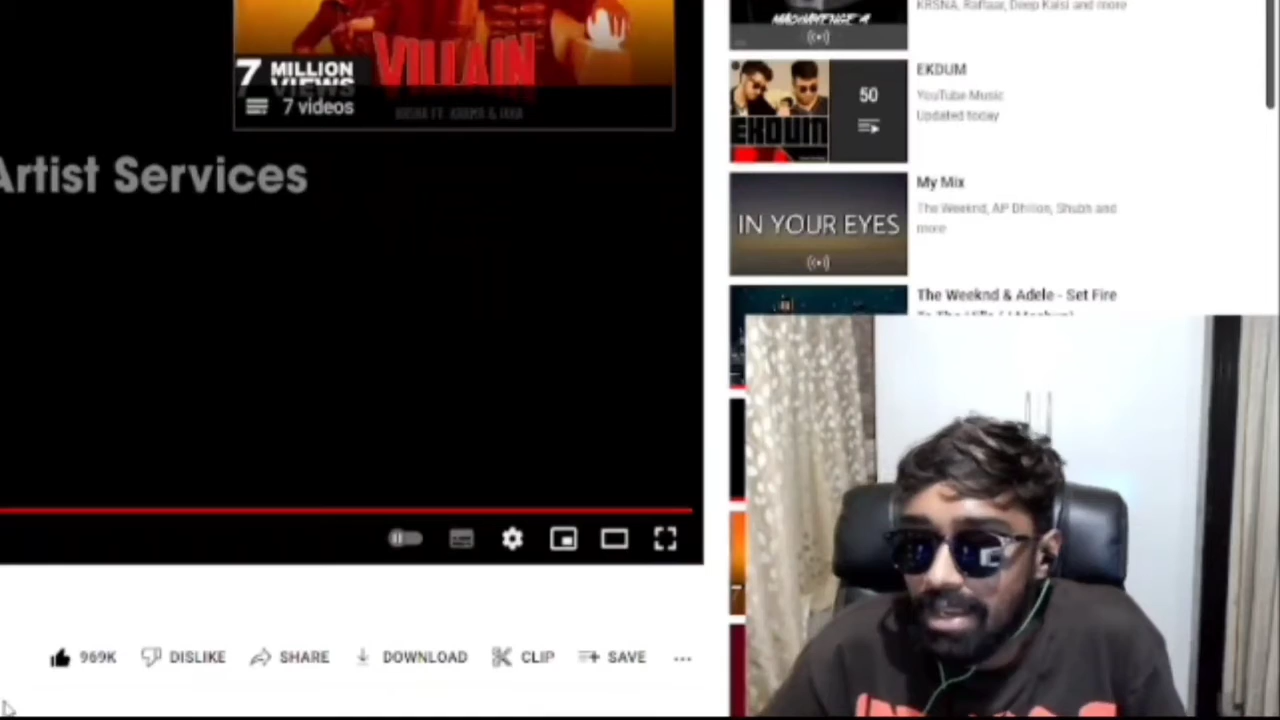 VILLAIN
7 MILLION
VIEWS
7 videos
Artist Services
969K
DISLIKE
SHARE
DOWNLOAD
CLIP
SAVE
KRSNA, Raftaar, Deep Kalsi and more
EKDUM
50
YouTube Music
Updated today
EKDUM
My Mix
The Weeknd, AP Dhillon, Shubh and
more
IN YOUR EYES
The Weeknd & Adele - Set Fire